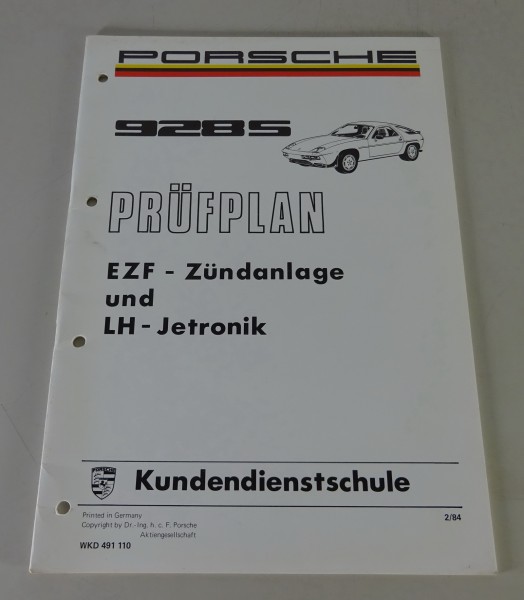 PORSCHE
928S
PRÜFPLAN
EZF - Zündanlage
und
LH - Jetronik
PORSCHE
Kundendienstschule
Printed in Germany
Copyright by Dr.-Ing. h. c. F. Porsche
Aktiengesellschaft
2/84
WKD 491 110